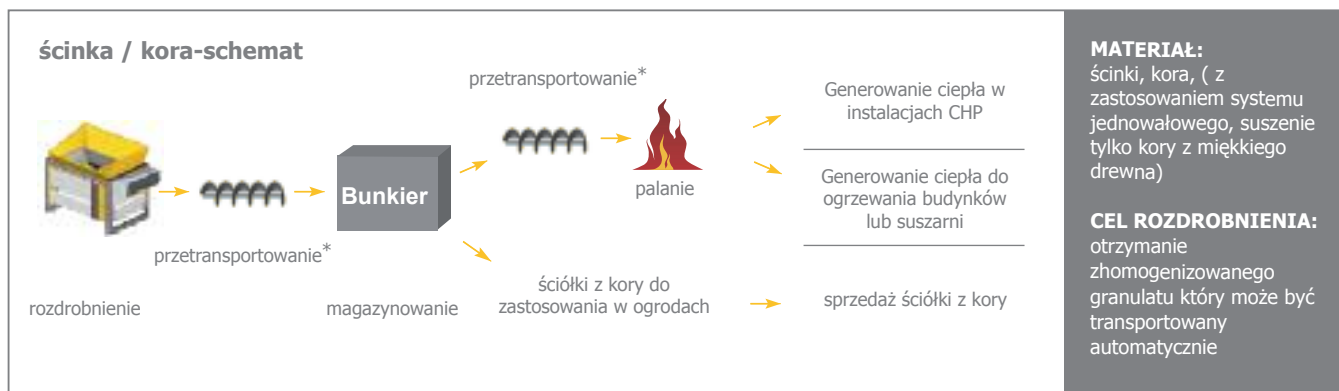 ścinka / kora-schemat
rozdrobnienie
przetransportowanie*
Bunkier
magazynowanie
przetransportowanie*
palanie
Generowanie ciepła w
instalacjach CHP
Generowanie ciepła do
ogrzewania budynków
lub suszarni
ściółki z kory do
zastosowania w ogrodach
sprzedaż ściółki z kory
MATERIAŁ:
ścinki, kora, ( z
zastosowaniem systemu
jednowałowego, suszenie
tylko kory z miękkiego
drewna)
CEL ROZDROBNIENIA:
otrzymanie
zhomogenizowanego
granulatu który może być
transportowany
automatycznie